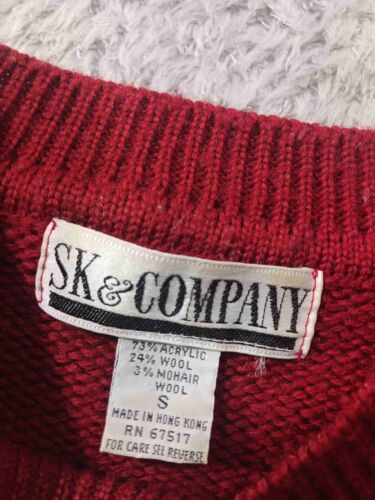 SK & COMPANY
73% ACRYLIC
24% WOOL
3% MOHAIR
WOOL
S
MADE IN HONG KONG
RN 67517
FOR CARE SEE REVERSE